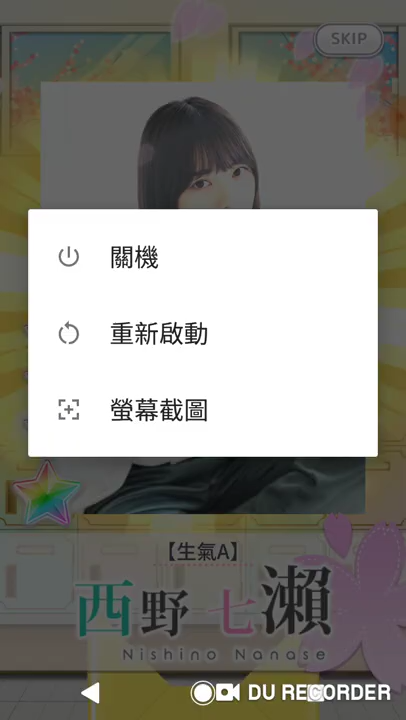 SKIP
關機
重新啟動
螢幕截圖
【生氣A】
西野 七瀨
Nishino Nanase
DU RECORDER